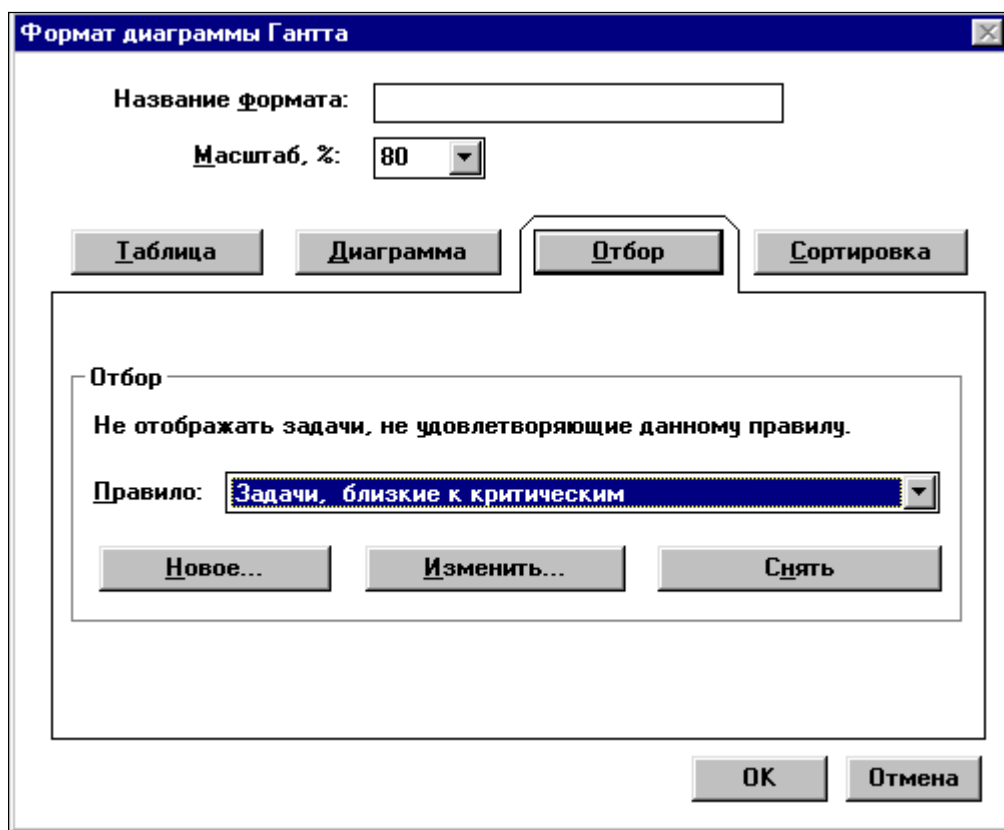 Формат диаграммы Гантта
Название формата:
Масштаб, %: 80
Таблица Диаграмма Отбор Сортировка
Отбор
Не отображать задачи, не удовлетворяющие данному правилу.
Правило: Задачи, близкие к критическим
Новое... Изменить... Снять
OK Отмена